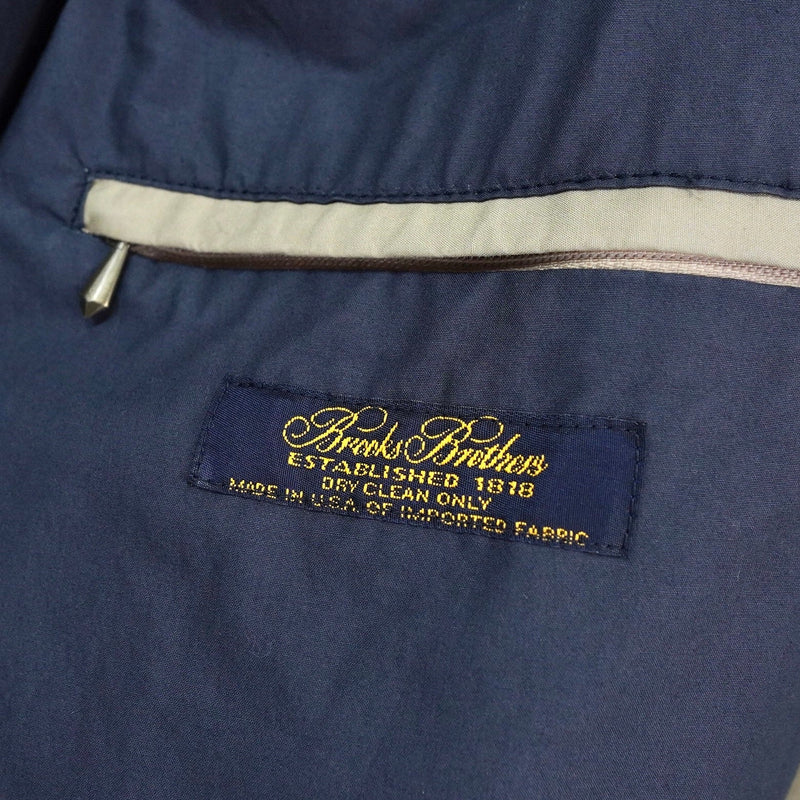 Brooks Brothers
ESTABLISHED 1818
DRY CLEAN ONLY
MADE IN U.S.A. OF IMPORTED FABRIC